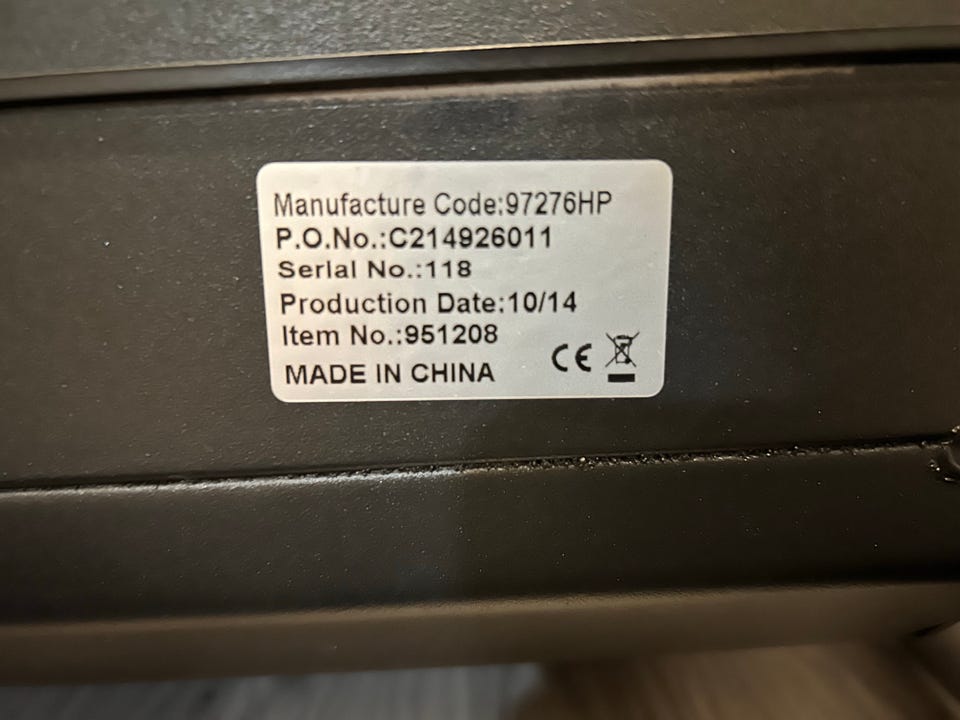 Manufacture Code:97276HP
P.O.No.:C214926011
Serial No.:118
Production Date:10/14
Item No.:951208
MADE IN CHINA
CE